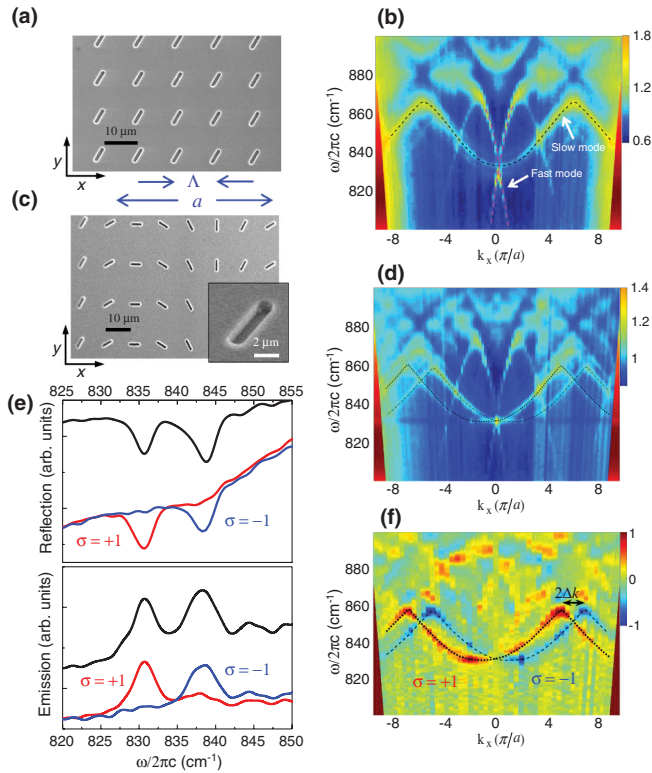 (a)
10 μm
y
x
Λ
a
(c)
10 μm
2 μm
y
x
(e)
825 830 835 840 845 850 855
Reflection (arb. units)
σ = +1
σ = −1
Emission (arb. units)
σ = +1
σ = −1
820 825 830 835 840 845 850
ω/2πc (cm⁻¹)
(b)
ω/2πc (cm⁻¹)
880
860
840
820
Slow mode
Fast mode
1.8
1.2
0.6
-8 -4 0 4 8
kₓ(π/a)
(d)
ω/2πc (cm⁻¹)
880
860
840
820
1.4
1.2
1
-8 -4 0 4 8
kₓ(π/a)
(f)
ω/2πc (cm⁻¹)
880
860
840
820
2Δk
σ = +1
σ = −1
1
0
-1
-8 -4 0 4 8
kₓ (π/a)